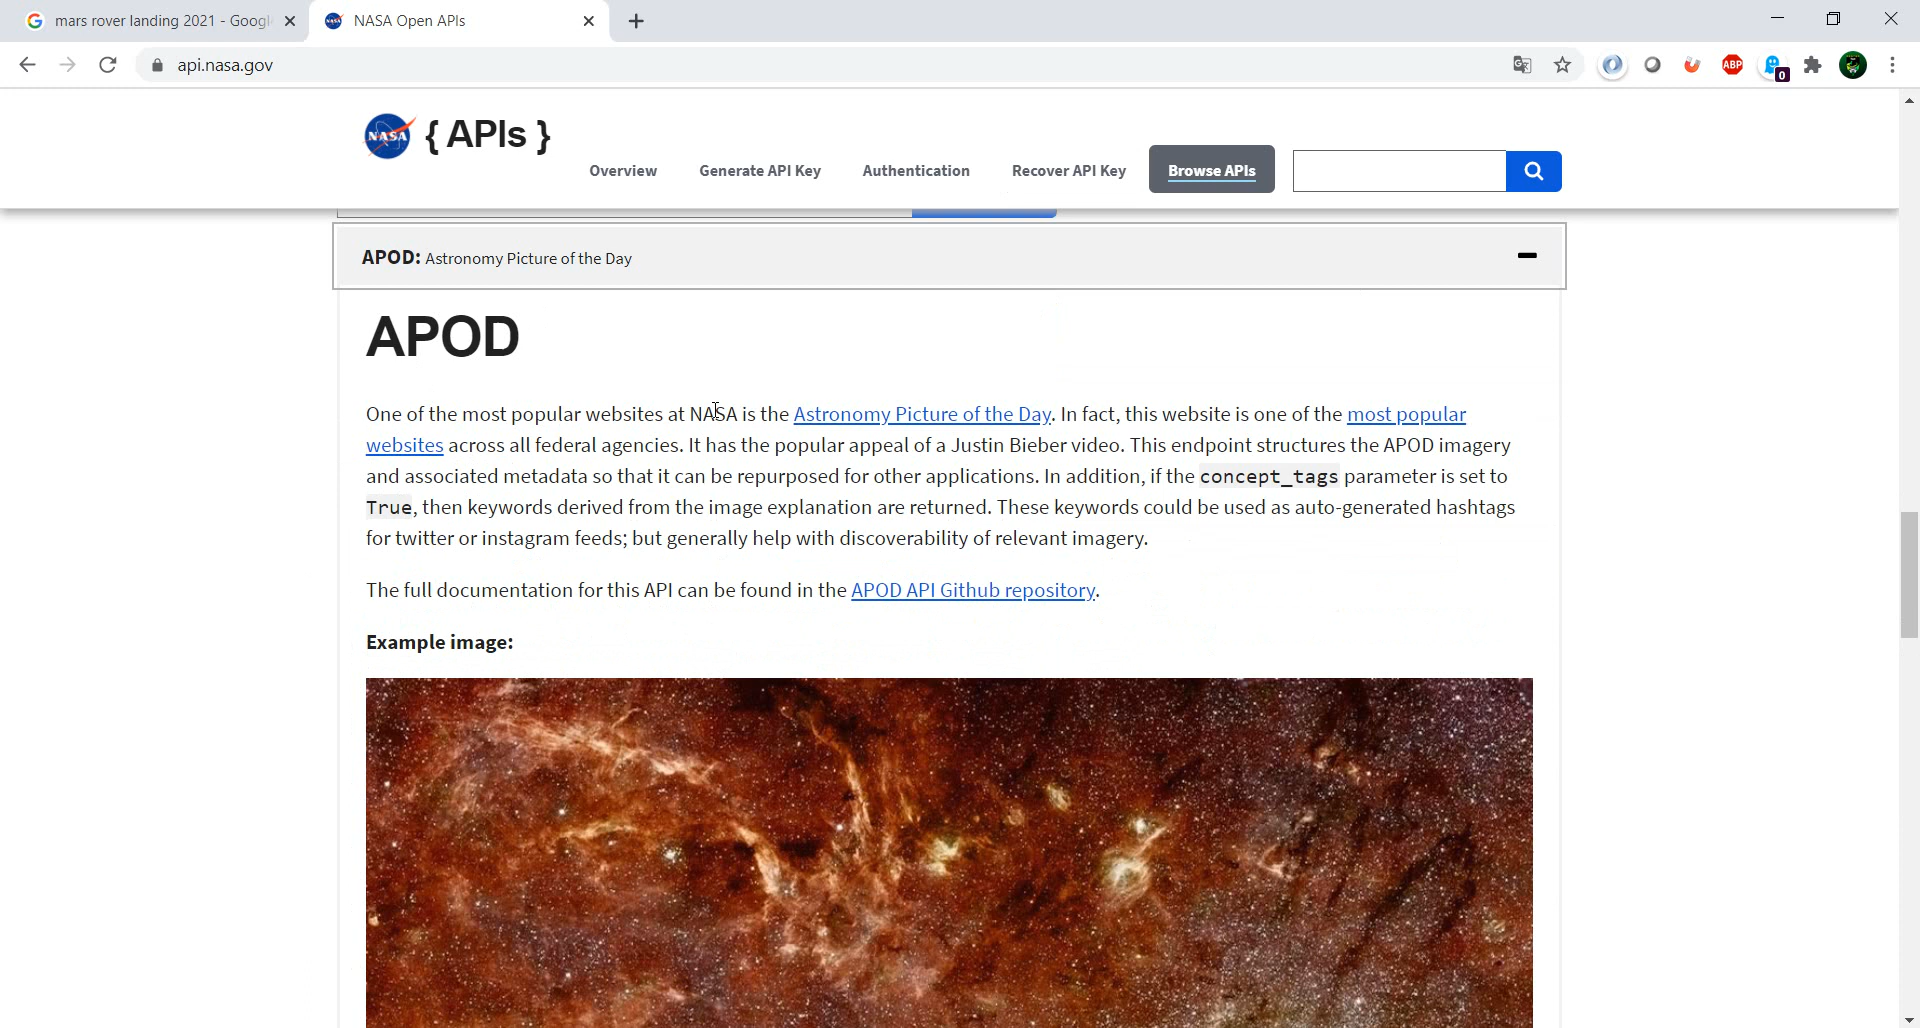 mars rover landing 2021 - Googl
NASA Open APIs
api.nasa.gov
ABP
0
NASA
{ APIs }
Overview
Generate API Key
Authentication
Recover API Key
Browse APIs
APOD: Astronomy Picture of the Day
APOD
One of the most popular websites at NASA is the Astronomy Picture of the Day. In fact, this website is one of the most popular
websites across all federal agencies. It has the popular appeal of a Justin Bieber video. This endpoint structures the APOD imagery
and associated metadata so that it can be repurposed for other applications. In addition, if the concept_tags parameter is set to
True, then keywords derived from the image explanation are returned. These keywords could be used as auto-generated hashtags
for twitter or instagram feeds; but generally help with discoverability of relevant imagery.
The full documentation for this API can be found in the APOD API Github repository.
Example image: